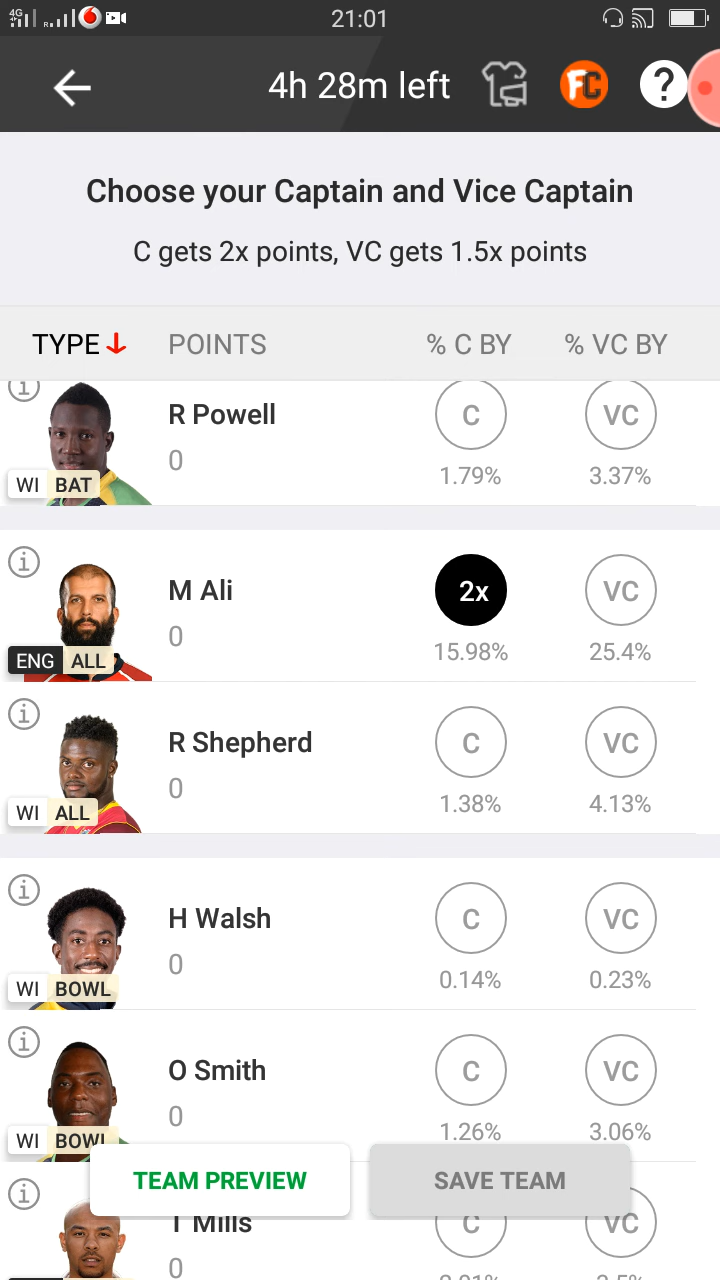 4G R 21:01
4h 28m left FC ?
Choose your Captain and Vice Captain
C gets 2x points, VC gets 1.5x points
TYPE POINTS % C BY % VC BY
R Powell C VC
0 1.79% 3.37%
WI BAT
M Ali 2x VC
0 15.98% 25.4%
ENG ALL
R Shepherd C VC
0 1.38% 4.13%
WI ALL
H Walsh C VC
0 0.14% 0.23%
WI BOWL
O Smith C VC
0 1.26% 3.06%
WI BOWL
TEAM PREVIEW SAVE TEAM
T Mills C VC
0